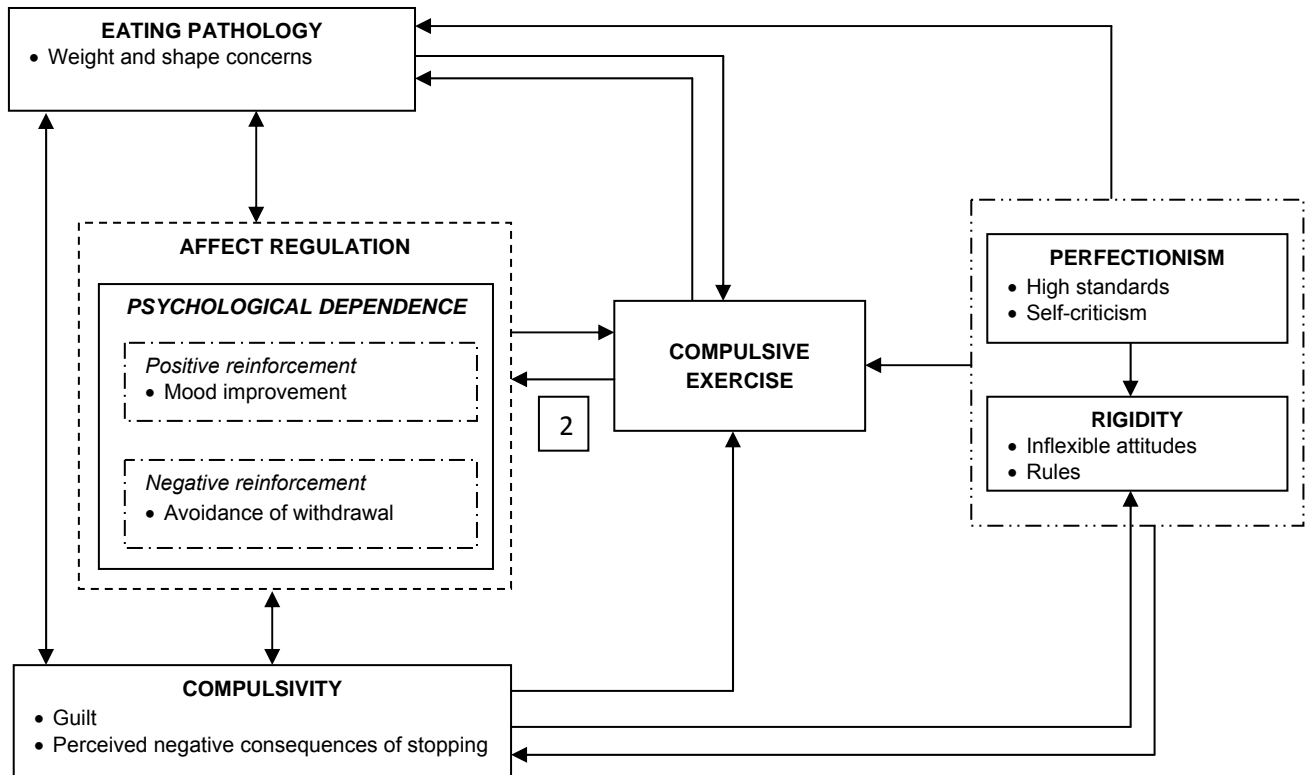 EATING PATHOLOGY
• Weight and shape concerns
AFFECT REGULATION
PSYCHOLOGICAL DEPENDENCE
Positive reinforcement
• Mood improvement
Negative reinforcement
• Avoidance of withdrawal
2
COMPULSIVE
EXERCISE
PERFECTIONISM
• High standards
• Self-criticism
RIGIDITY
• Inflexible attitudes
• Rules
COMPULSIVITY
• Guilt
• Perceived negative consequences of stopping